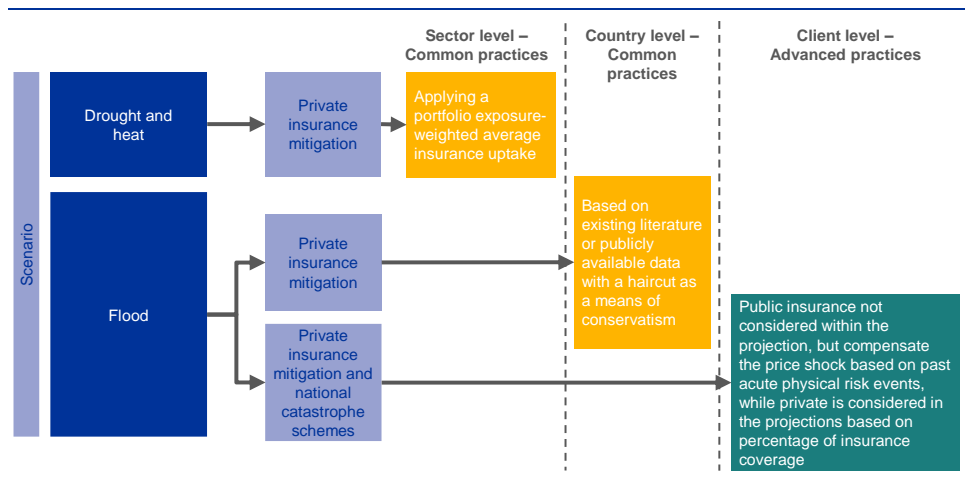 Sector level –
Common practices
Country level –
Common
practices
Client level –
Advanced practices
Scenario
Drought and
heat
Private
insurance
mitigation
Applying a
portfolio exposure-
weighted average
insurance uptake
Flood
Private
insurance
mitigation
Based on
existing literature
or publicly
available data
with a haircut as
a means of
conservatism
Private
insurance
mitigation and
national
catastrophe
schemes
Public insurance not
considered within the
projection, but compensate
the price shock based on past
acute physical risk events,
while private is considered in
the projections based on
percentage of insurance
coverage